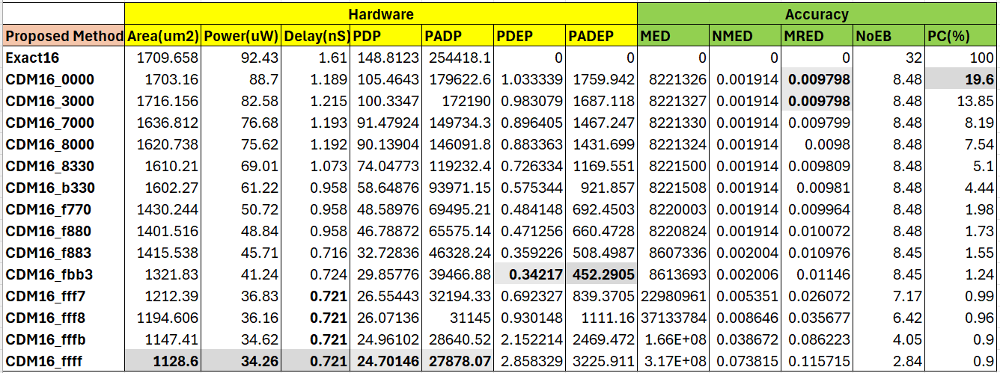 Hardware Accuracy
Proposed Method Area(um2) Power(uW) Delay(nS) PDP PADP PDEP PADEP MED NMED MRED NoEB PC(%)
Exact16 1709.658 92.43 1.61 148.8123 254418.1 0 0 0 0 0 32 100
CDM16_0000 1703.16 88.7 1.189 105.4643 179622.6 1.033339 1759.942 8221326 0.001914 0.009798 8.48 19.6
CDM16_3000 1716.156 82.58 1.215 100.3347 172190 0.983079 1687.118 8221327 0.001914 0.009798 8.48 13.85
CDM16_7000 1636.812 76.68 1.193 91.47924 149734.3 0.896405 1467.247 8221330 0.001914 0.009799 8.48 8.19
CDM16_8000 1620.738 75.62 1.192 90.13904 146091.8 0.883363 1431.699 8221324 0.001914 0.0098 8.48 7.54
CDM16_8330 1610.21 69.01 1.073 74.04773 119232.4 0.726334 1169.551 8221500 0.001914 0.009809 8.48 5.1
CDM16_b330 1602.27 61.22 0.958 58.64876 93971.15 0.575344 921.857 8221508 0.001914 0.00981 8.48 4.44
CDM16_f770 1430.244 50.72 0.958 48.58976 69495.21 0.484148 692.4503 8220003 0.001914 0.009964 8.48 1.98
CDM16_f880 1401.516 48.84 0.958 46.78872 65575.14 0.471256 660.4728 8220824 0.001914 0.010072 8.48 1.73
CDM16_f883 1415.538 45.71 0.716 32.72836 46328.24 0.359226 508.4987 8607336 0.002004 0.010976 8.45 1.55
CDM16_fbb3 1321.83 41.24 0.724 29.85776 39466.88 0.34217 452.2905 8613693 0.002006 0.01146 8.45 1.24
CDM16_fff7 1212.39 36.83 0.721 26.55443 32194.33 0.692327 839.3705 22980961 0.005351 0.026072 7.17 0.99
CDM16_fff8 1194.606 36.16 0.721 26.07136 31145 0.930148 1111.16 37133784 0.008646 0.035677 6.42 0.96
CDM16_fffb 1147.41 34.62 0.721 24.96102 28640.52 2.152214 2469.472 1.66E+08 0.038672 0.086223 4.05 0.9
CDM16_ffff 1128.6 34.26 0.721 24.70146 27878.07 2.858329 3225.911 3.17E+08 0.073815 0.115715 2.84 0.9